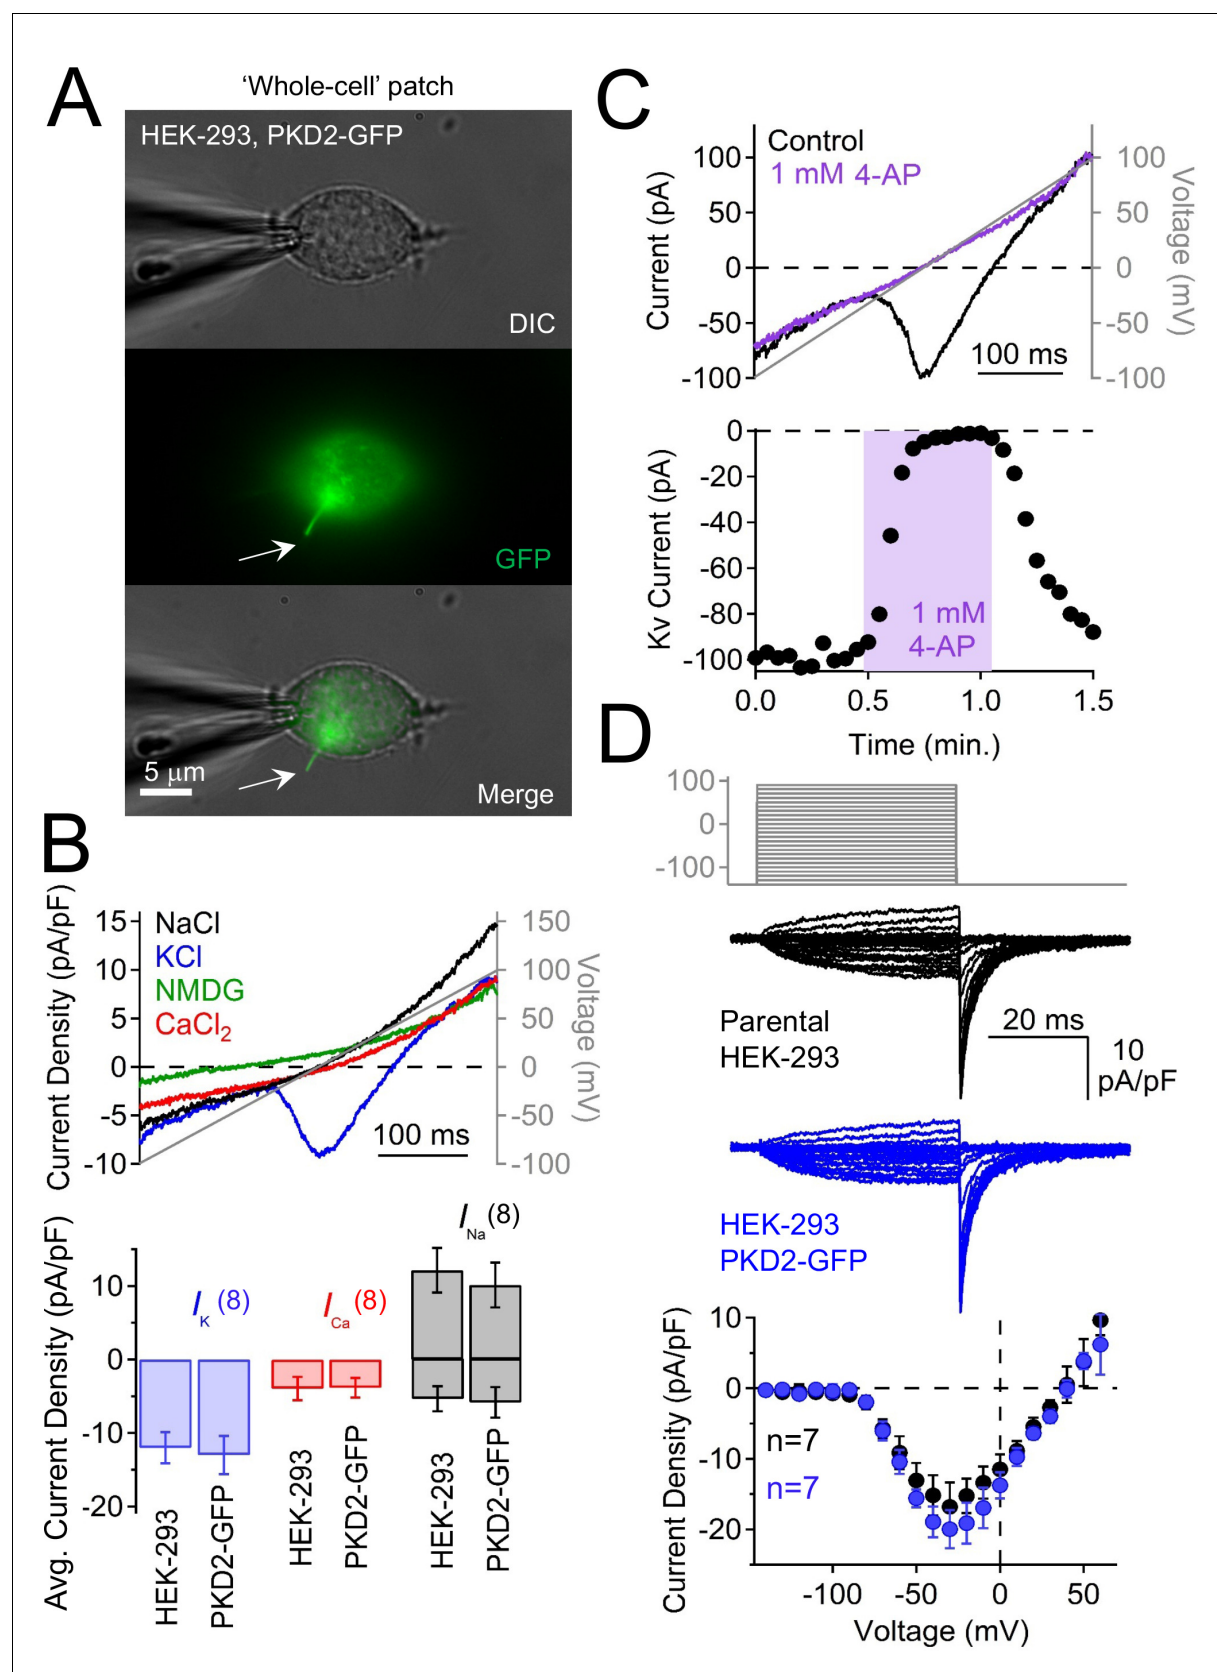 A
'Whole-cell' patch
HEK-293, PKD2-GFP
DIC
GFP
5 μm
Merge
B
Current Density (pA/pF)
15
10
5
0
-5
-10
NaCl
KCl
NMDG
CaCl2
100 ms
150
100
50
0
-50
-100
Voltage (mV)
Avg. Current Density (pA/pF)
10
0
-10
-20
IK (8)
ICa (8)
INa (8)
HEK-293
PKD2-GFP
HEK-293
PKD2-GFP
HEK-293
PKD2-GFP
C
Current (pA)
100
50
0
-50
-100
Control
1 mM 4-AP
100 ms
100
50
0
-50
-100
Voltage (mV)
Kv Current (pA)
0
-20
-40
-60
-80
-100
1 mM
4-AP
0.0
0.5
1.0
1.5
Time (min.)
D
100
0
-100
Parental
HEK-293
20 ms
10
pA/pF
HEK-293
PKD2-GFP
Current Density (pA/pF)
10
0
-10
-20
n=7
n=7
-100
-50
0
50
Voltage (mV)